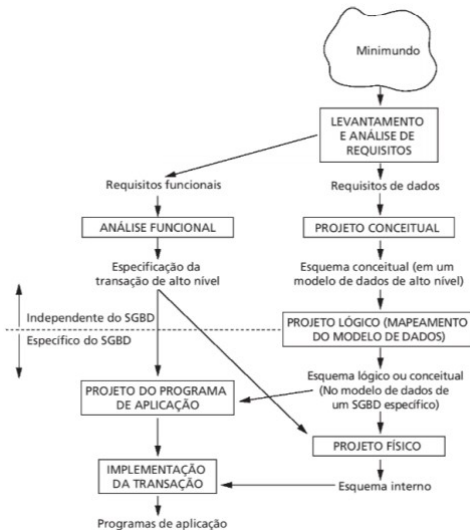 Minimundo
LEVANTAMENTO
E ANÁLISE DE
REQUISITOS
Requisitos funcionais
Requisitos de dados
ANÁLISE FUNCIONAL
PROJETO CONCEITUAL
Especificação da
transação de alto nível
Esquema conceitual (em um
modelo de dados de alto nível)
Independente do SGBD
Específico do SGBD
PROJETO LÓGICO (MAPEAMENTO
DO MODELO DE DADOS)
PROJETO DO PROGRAMA
DE APLICAÇÃO
Esquema lógico ou conceitual
(No modelo de dados de
um SGBD específico)
PROJETO FÍSICO
IMPLEMENTAÇÃO
DA TRANSAÇÃO
Esquema interno
Programas de aplicação